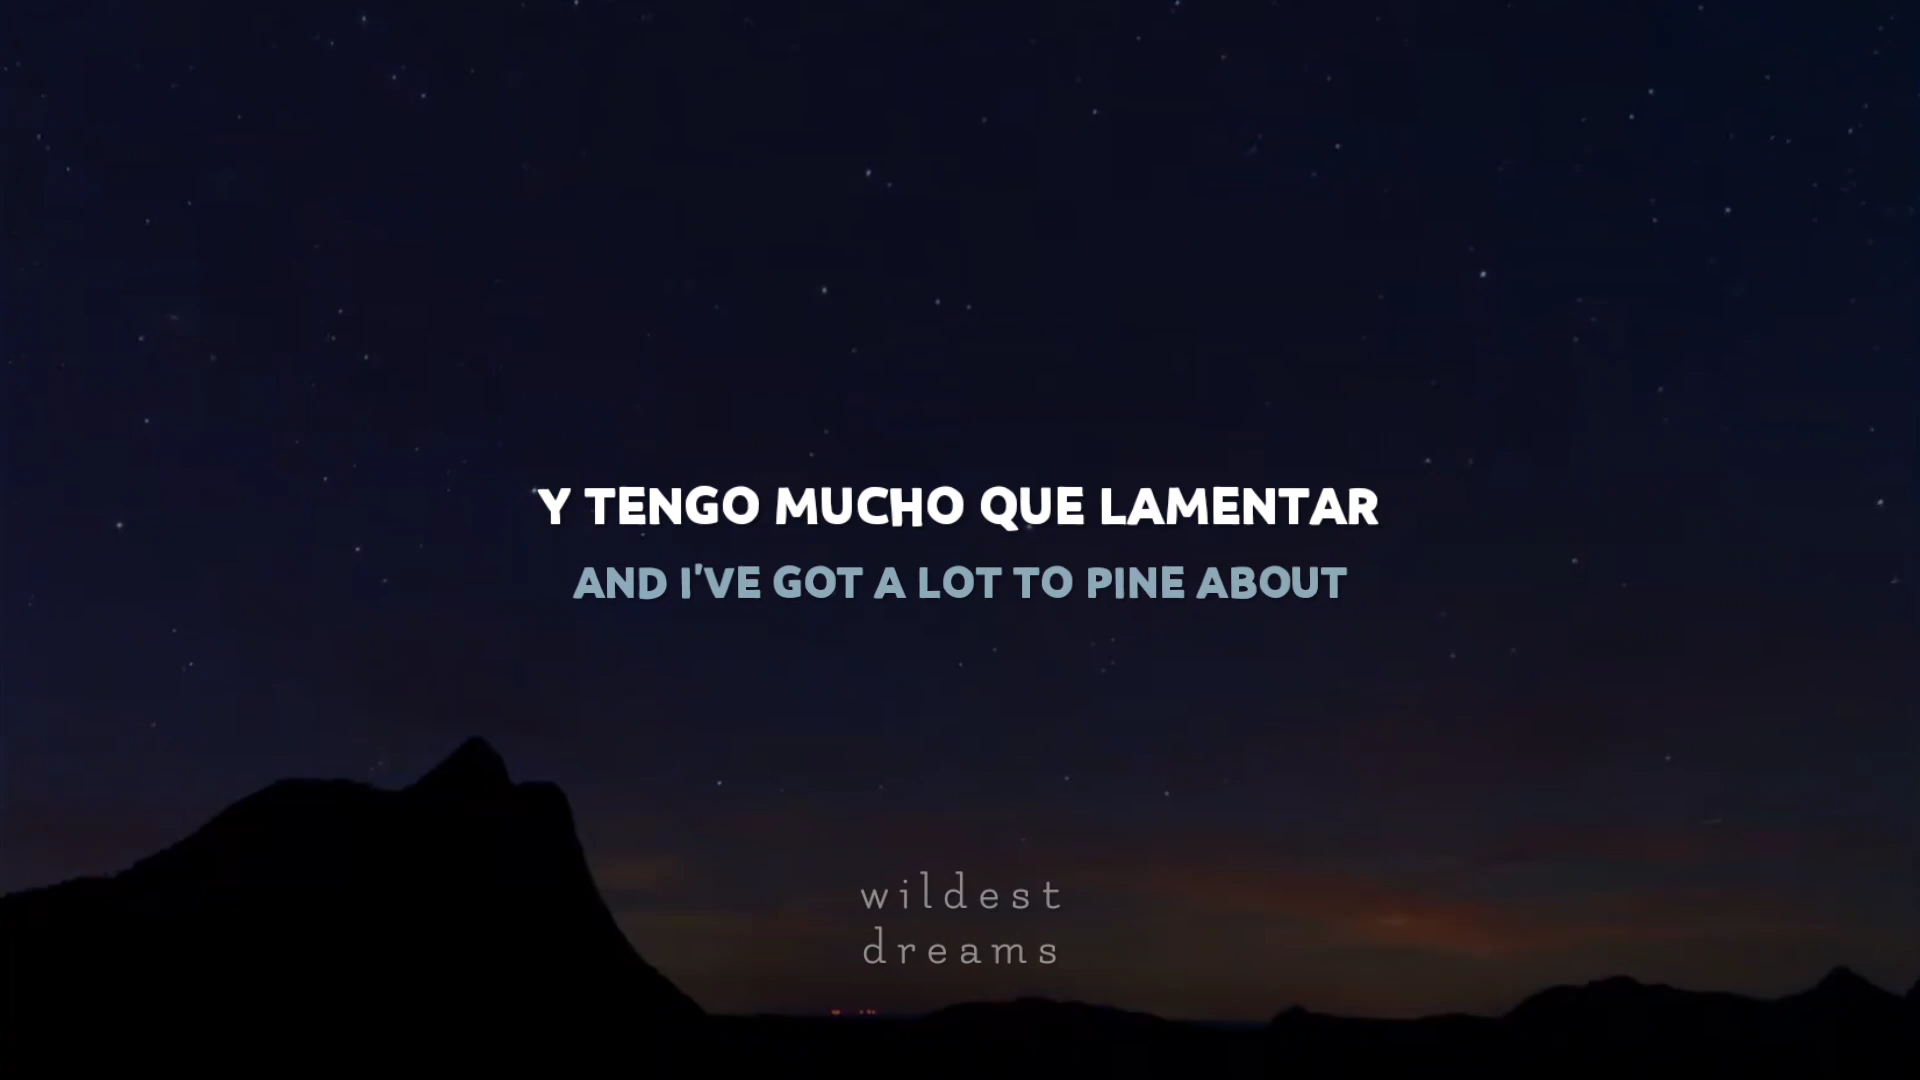 Y TENGO MUCHO QUE LAMENTAR
AND I'VE GOT A LOT TO PINE ABOUT
wildest
dreams